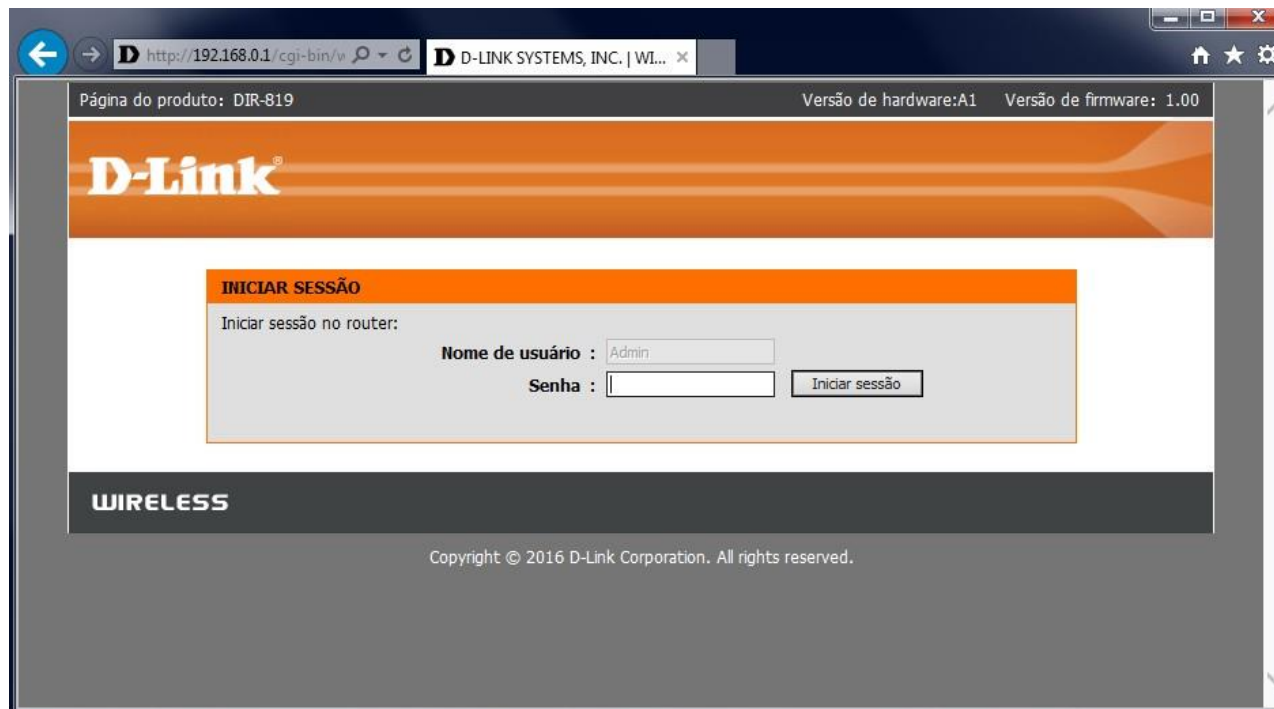 http://192.168.0.1/cgi-bin/
D-LINK SYSTEMS, INC. | WI...
Página do produto: DIR-819
Versão de hardware:A1
Versão de firmware: 1.00
D-Link®
INICIAR SESSÃO
Iniciar sessão no router:
Nome de usuário :
Admin
Senha :
Iniciar sessão
WIRELESS
Copyright © 2016 D-Link Corporation. All rights reserved.